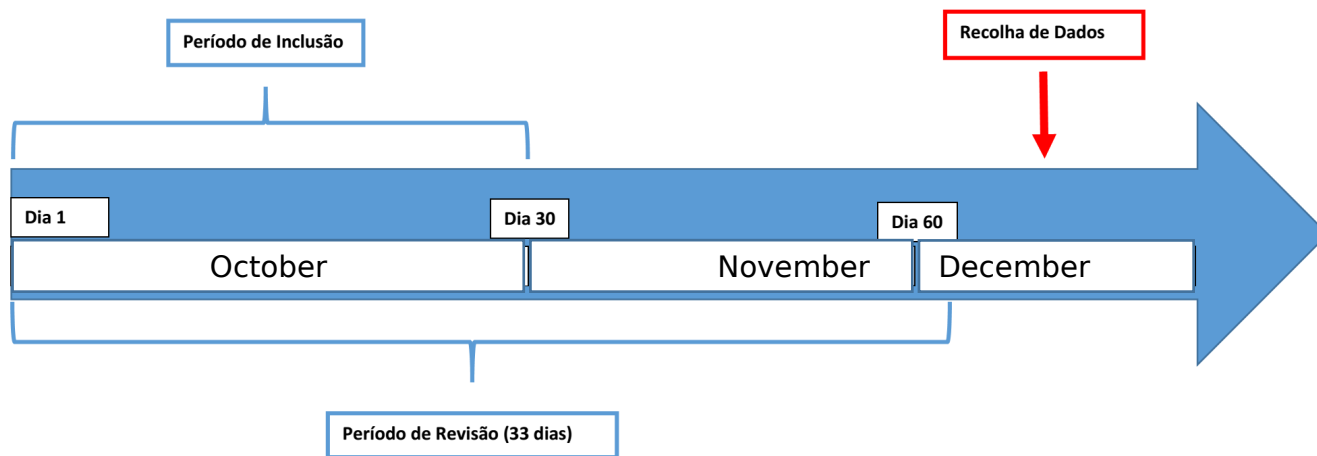 Período de Inclusão
Recolha de Dados
Dia 1
Dia 30
Dia 60
October
November
December
Período de Revisão (33 dias)